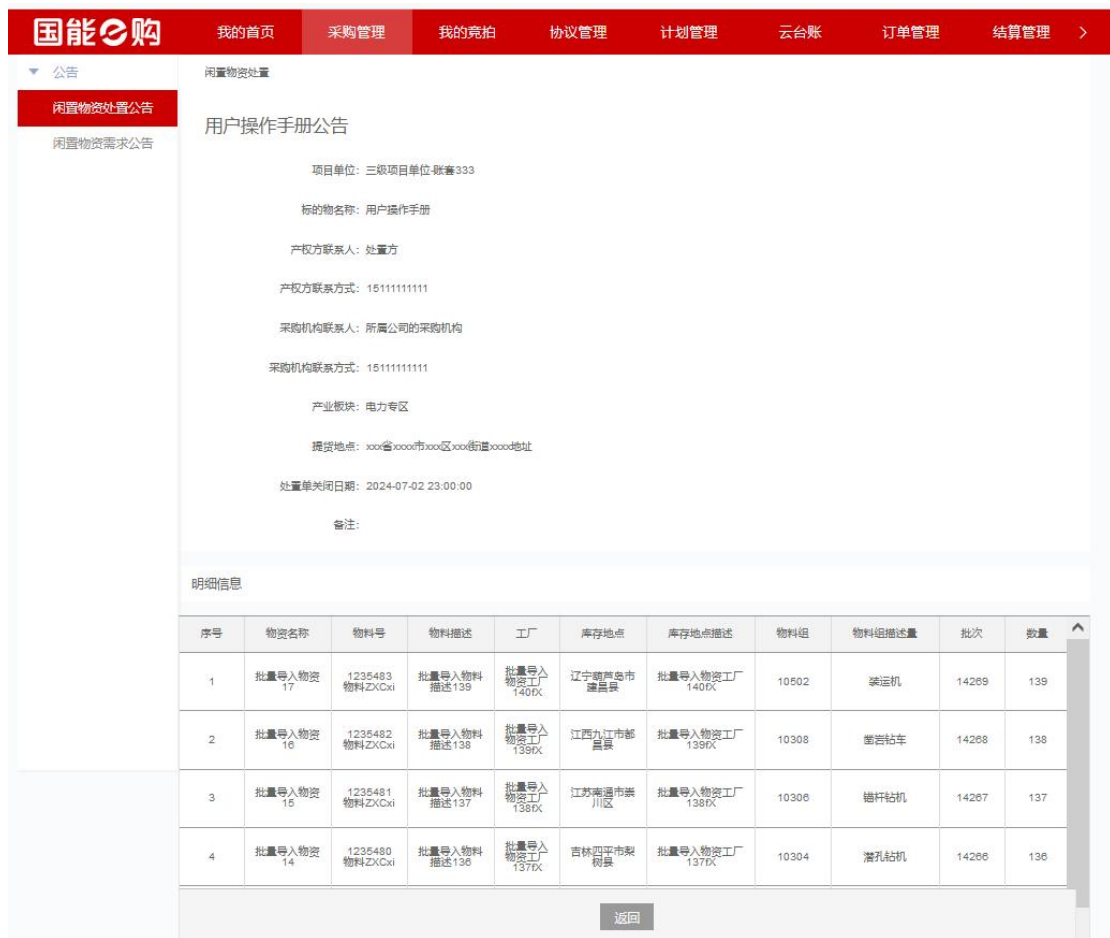 国能e购
我的首页 采购管理 我的竞拍 协议管理 计划管理 云台账 订单管理 结算管理
公告
闲置物资处置公告
闲置物资需求公告
闲置物资处置
用户操作手册公告
项目单位：三级项目单位-账套333
标的物名称：用户操作手册
产权方联系人：处置方
产权方联系方式：15111111111
采购机构联系人：所属公司的采购机构
采购机构联系方式：15111111111
产业板块：电力专区
提货地点：xxx省xxxx市xxx区xxx街道xxxx地址
处置单关闭日期：2024-07-02 23:00:00
备注：
明细信息
序号 物资名称 物料号 物料描述 工厂 库存地点 库存地点描述 物料组 物料组描述量 批次 数量
1 批量导入物资17 1235483物料ZXCxi 批量导入物料描述139 批量导入物资工厂140fX 辽宁葫芦岛市建昌县 批量导入物资工厂140fX 10502 装运机 14269 139
2 批量导入物资16 1235482物料ZXCxi 批量导入物料描述138 批量导入物资工厂139fX 江西九江市都昌县 批量导入物资工厂139fX 10308 凿岩钻车 14268 138
3 批量导入物资15 1235481物料ZXCxi 批量导入物料描述137 批量导入物资工厂138fX 江苏南通市崇川区 批量导入物资工厂138fX 10306 锚杆钻机 14267 137
4 批量导入物资14 1235480物料ZXCxi 批量导入物料描述136 批量导入物资工厂137fX 吉林四平市梨树县 批量导入物资工厂137fX 10304 潜孔钻机 14266 136
返回